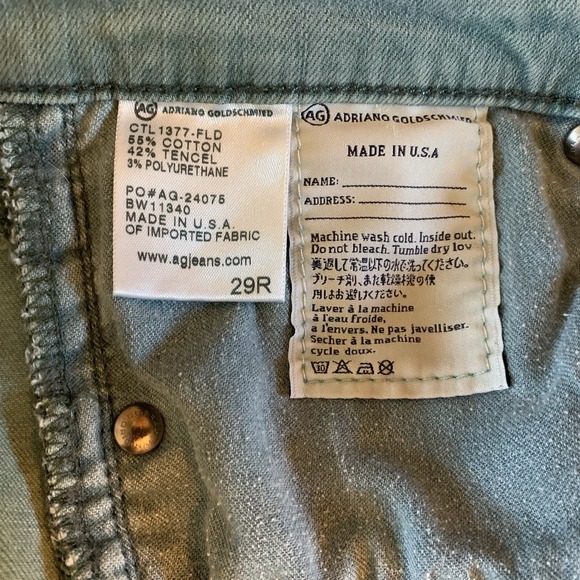 AG ADRIANO GOLDSCHMIED
CTL1377-FLD
55% COTTON
42% TENCEL
3% POLYURETHANE
PO#AG-24075
BW11340
MADE IN U.S.A.
OF IMPORTED FABRIC
www.agjeans.com
29R
AG ADRIANO GOLDSCHMIED
MADE IN U.S.A
NAME:
ADDRESS:
Machine wash cold. Inside out.
Do not bleach. Tumble dry low
裏返して常温以下の水で洗ってください。
ブリーチ剤、また乾燥機の使
用はお避けください。
Laver à la machine
à l'eau froide,
a l'envers. Ne pas javelliser.
Secher à la machine
cycle doux.
30